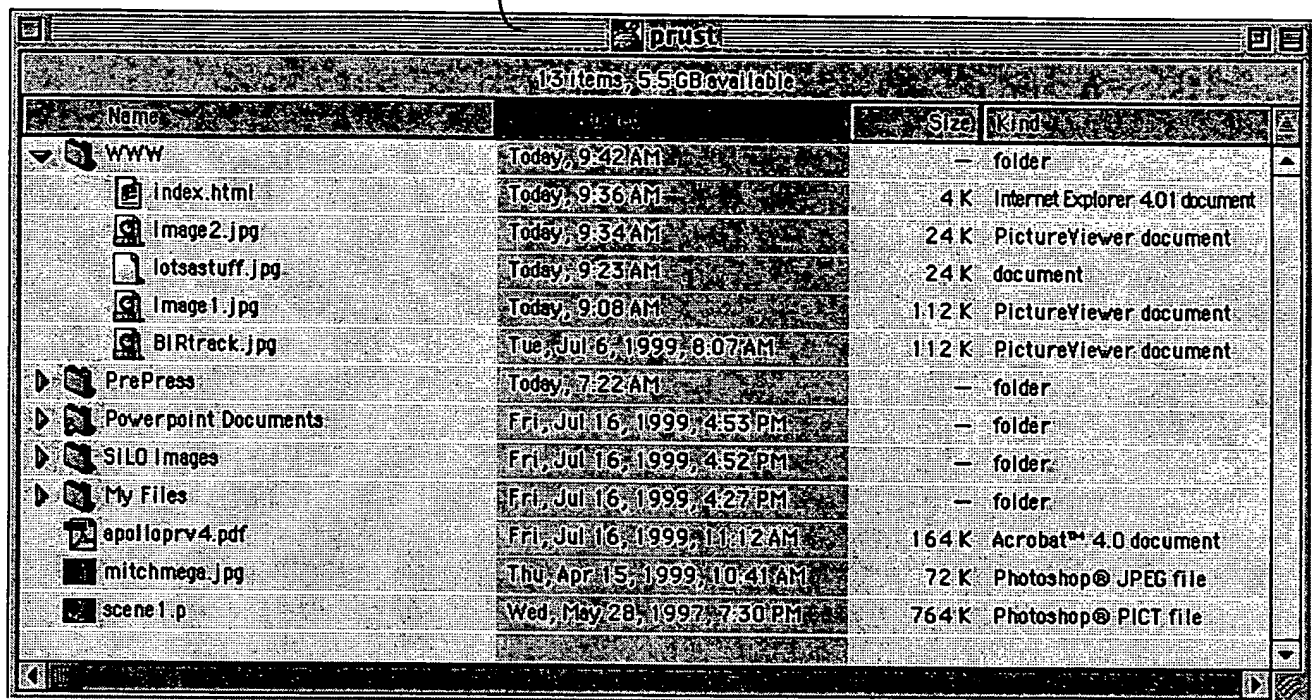 prust
13 items, 5.5 GB available
Name Size Kind
WWW Today, 9:42 AM — folder
index.html Today, 9:36 AM 4 K Internet Explorer 4.01 document
Image2.jpg Today, 9:34 AM 24 K PictureViewer document
lotsastuff.jpg Today, 9:23 AM 24 K document
Image1.jpg Today, 9:08 AM 112 K PictureViewer document
BIRtrack.jpg Tue, Jul 6, 1999, 8:07 AM 112 K PictureViewer document
PrePress Today, 7:22 AM — folder
Powerpoint Documents Fri, Jul 16, 1999, 4:53 PM — folder
SiLO Images Fri, Jul 16, 1999, 4:52 PM — folder
My Files Fri, Jul 16, 1999, 4:27 PM — folder
apolloprv4.pdf Fri, Jul 16, 1999, 11:12 AM 164 K Acrobat™ 4.0 document
mitchmega.jpg Thu, Apr 15, 1999, 10:41 AM 72 K Photoshop® JPEG file
scene1.p Wed, May 28, 1997, 7:30 PM 764 K Photoshop® PICT file